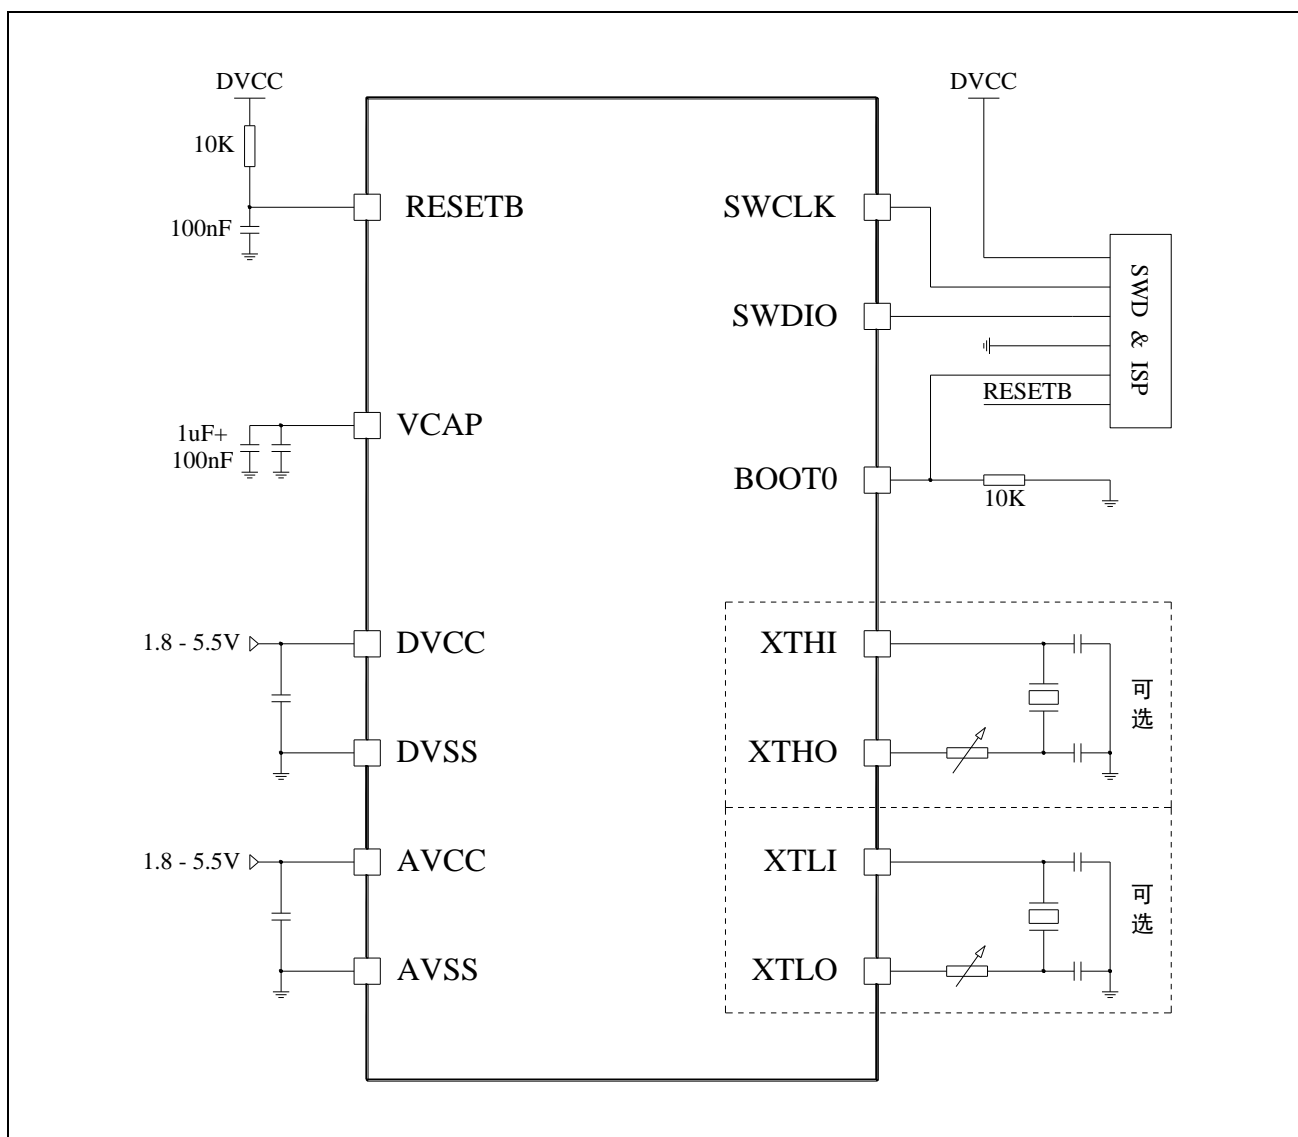 DVCC
10K
RESETB
100nF
VCAP
1uF+
100nF
1.8 - 5.5V
DVCC
DVSS
1.8 - 5.5V
AVCC
AVSS
DVCC
SWCLK
SWDIO
SWD & ISP
RESETB
BOOT0
10K
XTHI
XTHO
可选
XTLI
XTLO
可选